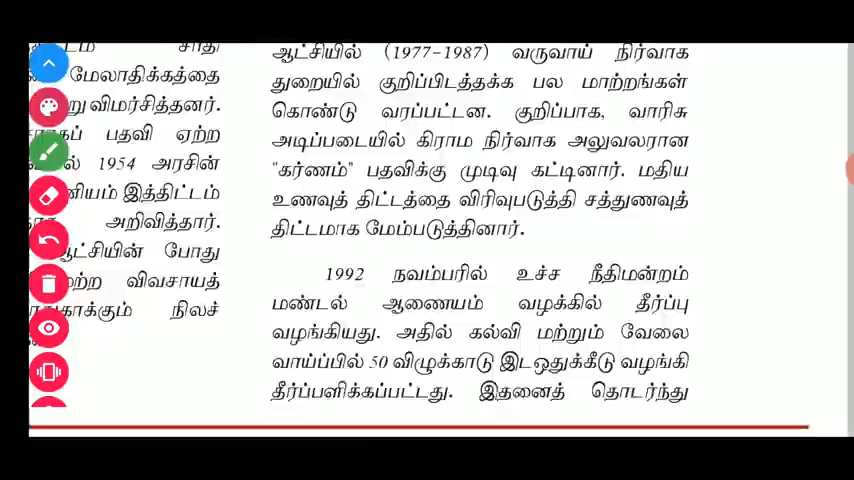 சாதி
மேலாதிக்கத்தை
விமர்சித்தனர்.
பதவி ஏற்ற
1954 அரசின்
இத்திட்டம்
அறிவித்தார்.
போது
விவசாயத்
நிலச்
ஆட்சியில் (1977-1987) வருவாய் நிர்வாக
துறையில் குறிப்பிடத்தக்க பல மாற்றங்கள்
கொண்டு வரப்பட்டன. குறிப்பாக, வாரிசு
அடிப்படையில் கிராம நிர்வாக அலுவலரான
"கர்ணம்" பதவிக்கு முடிவு கட்டினார். மதிய
உணவுத் திட்டத்தை விரிவுபடுத்தி சத்துணவுத்
திட்டமாக மேம்படுத்தினார்.
1992 நவம்பரில் உச்ச நீதிமன்றம்
மண்டல் ஆணையம் வழக்கில் தீர்ப்பு
வழங்கியது. அதில் கல்வி மற்றும் வேலை
வாய்ப்பில் 50 விழுக்காடு இடஒதுக்கீடு வழங்கி
தீர்ப்பளிக்கப்பட்டது. இதனைத் தொடர்ந்து